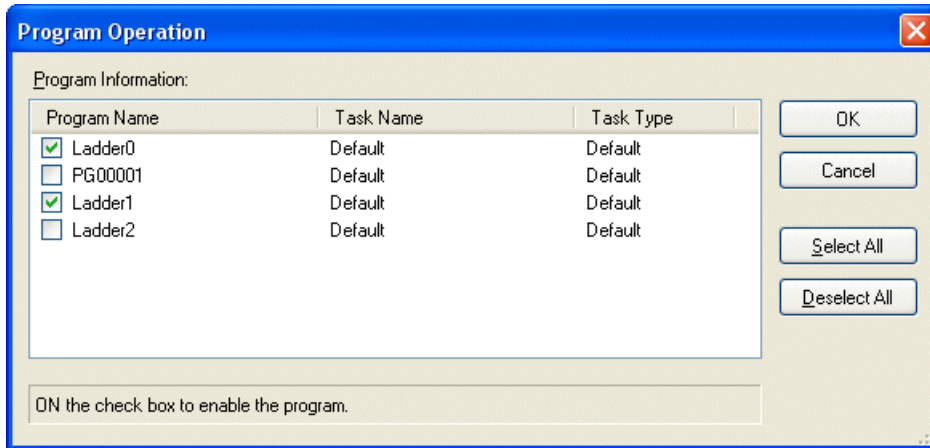 Program Operation
Program Information:
Program Name Task Name Task Type
Ladder0 Default Default
PG00001 Default Default
Ladder1 Default Default
Ladder2 Default Default
OK
Cancel
Select All
Deselect All
ON the check box to enable the program.